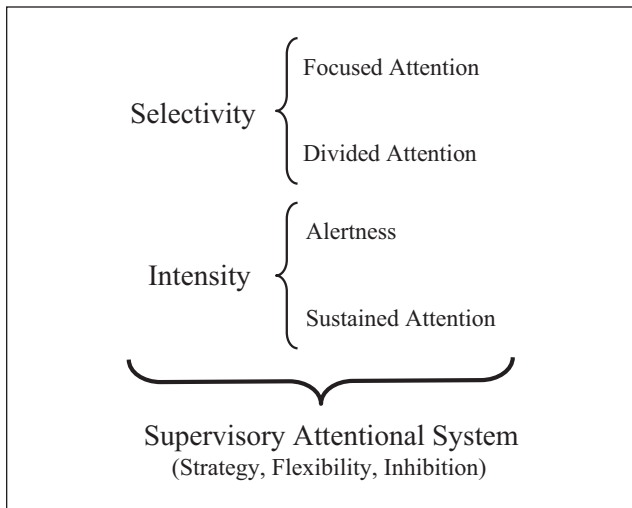 Focused Attention
Selectivity
Divided Attention
Alertness
Intensity
Sustained Attention
Supervisory Attentional System
(Strategy, Flexibility, Inhibition)